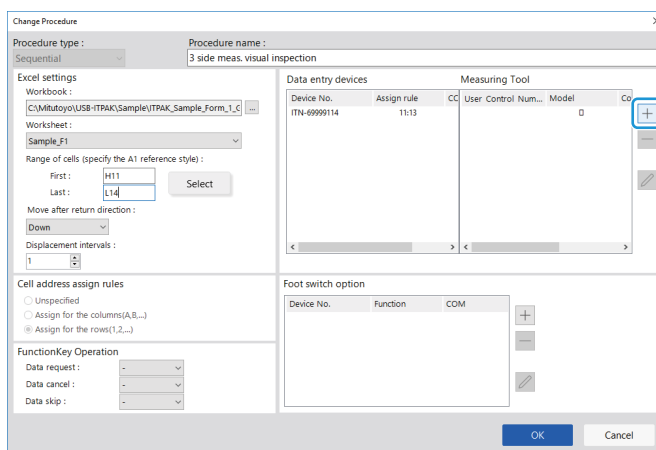 Change Procedure
Procedure type :
Procedure name :
Sequential
3 side meas. visual inspection
Excel settings
Workbook :
C:\Mitutoyo\USB-ITPAK\Sample\ITPAK_Sample_Form_1_
...
Worksheet :
Sample_F1
Range of cells (specify the A1 reference style) :
First :
H11
Last :
L14
Select
Move after return direction :
Down
Displacement intervals :
1
Data entry devices
Measuring Tool
Device No. Assign rule CC
User Control Num... Model Co
ITN-69999114 11:13
Cell address assign rules
Unspecified
Assign for the columns(A,B,...)
Assign for the rows(1,2,...)
Foot switch option
Device No. Function COM
FunctionKey Operation
Data request : -
Data cancel : -
Data skip : -
OK
Cancel